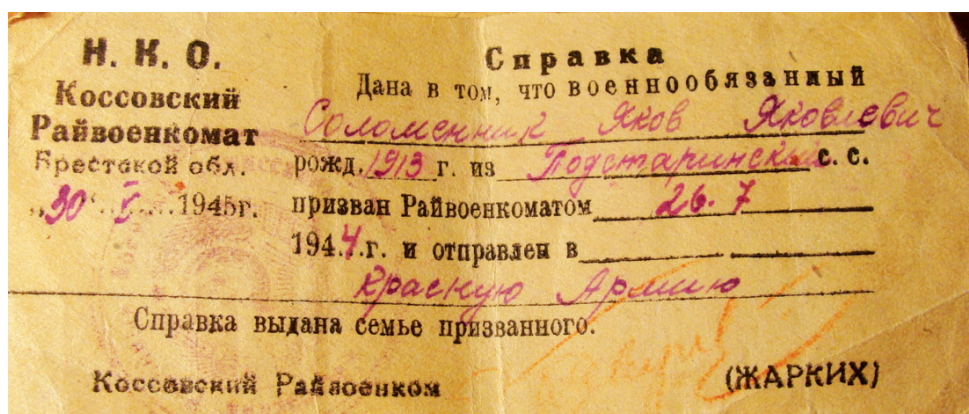 Н. К. О.
Коссовский
Райвоенкомат
Брестской обл.
„30“ V 1945г.
Справка
Дана в том, что военнообязанный
Соломенник Яков Яковлевич
рожд. 1913 г. из Подстаринский с. с.
призван Райвоенкоматом 26.7
1944 г. и отправлен в
Красную Армию
Справка выдана семье призванного.
Коссовский Райвоенком (ЖАРКИХ)